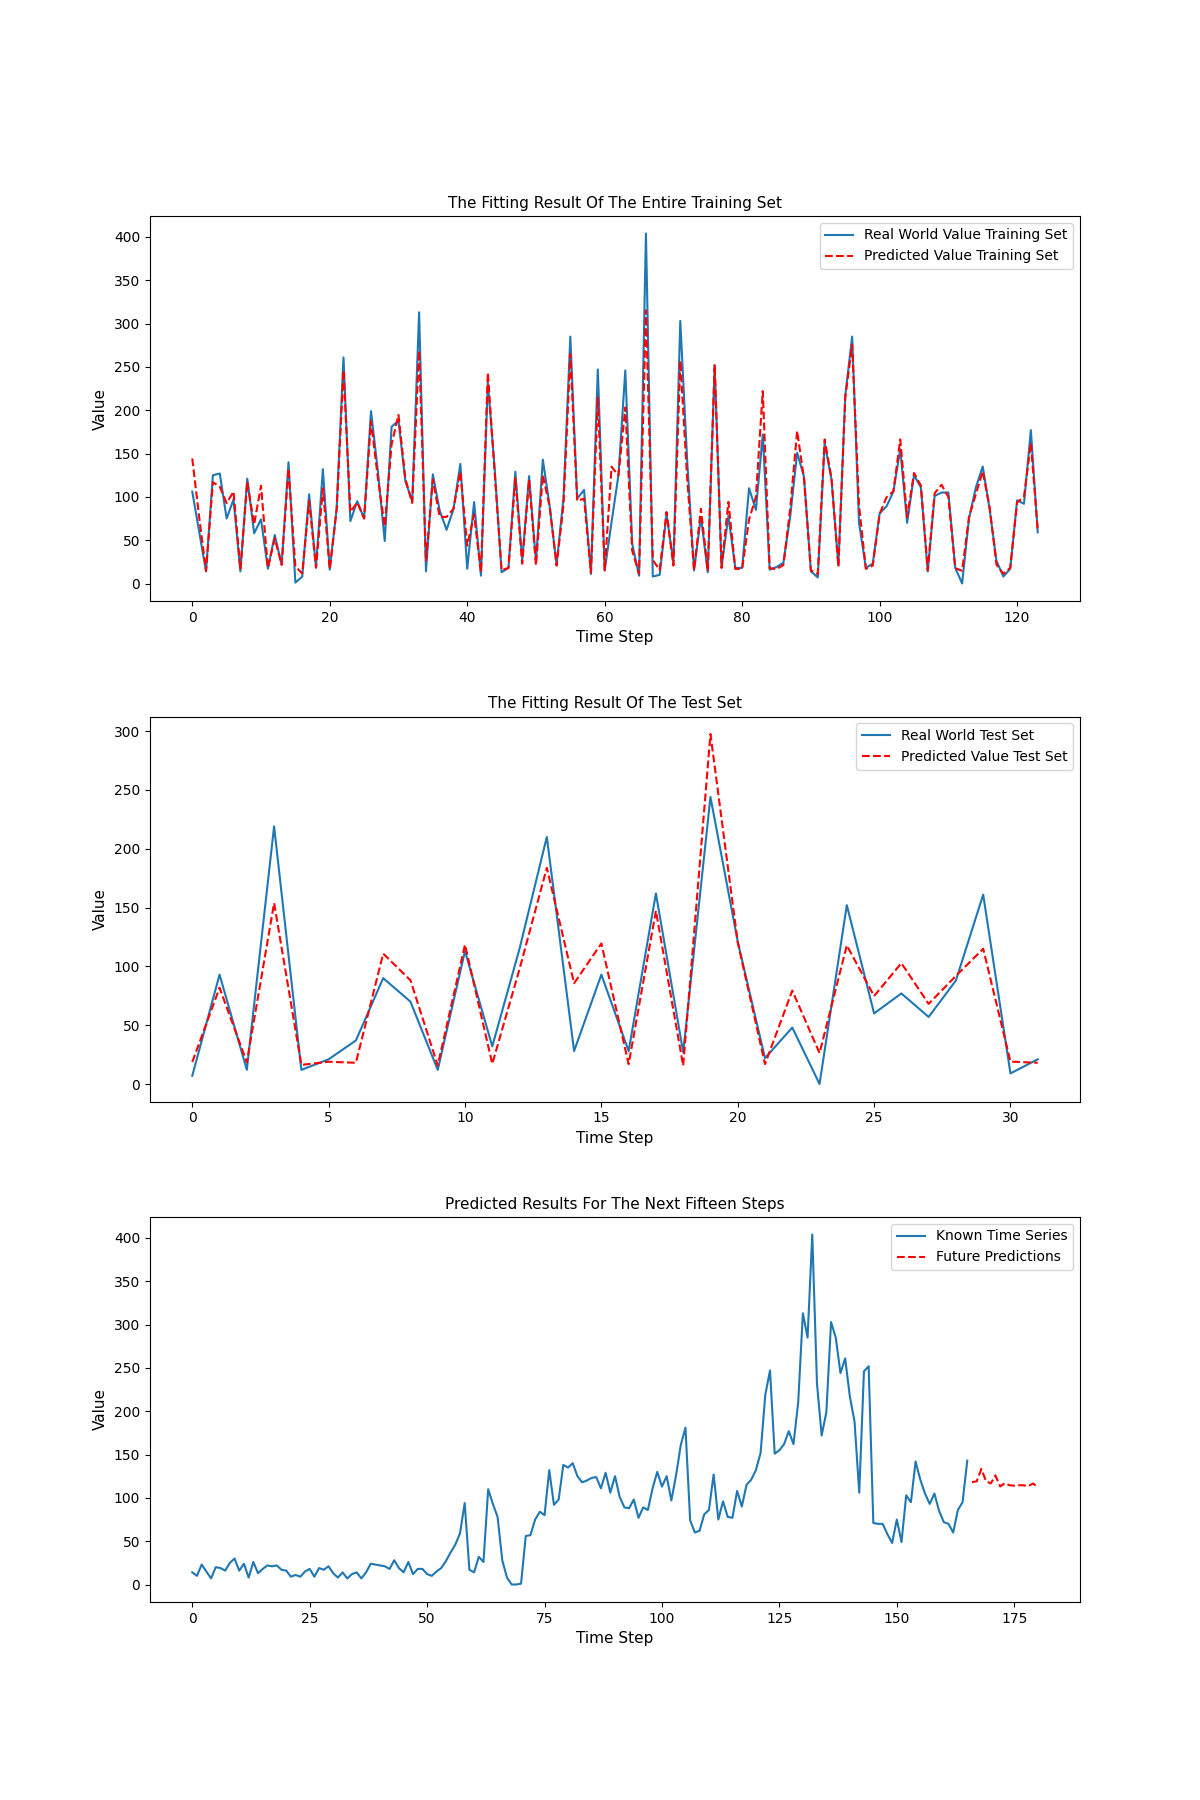 The Fitting Result Of The Entire Training Set
Real World Value Training Set
Predicted Value Training Set
400
350
300
250
200
150
100
50
0
Value
0 20 40 60 80 100 120
Time Step
The Fitting Result Of The Test Set
Real World Test Set
Predicted Value Test Set
300
250
200
150
100
50
0
Value
0 5 10 15 20 25 30
Time Step
Predicted Results For The Next Fifteen Steps
Known Time Series
Future Predictions
400
350
300
250
200
150
100
50
0
Value
0 25 50 75 100 125 150 175
Time Step